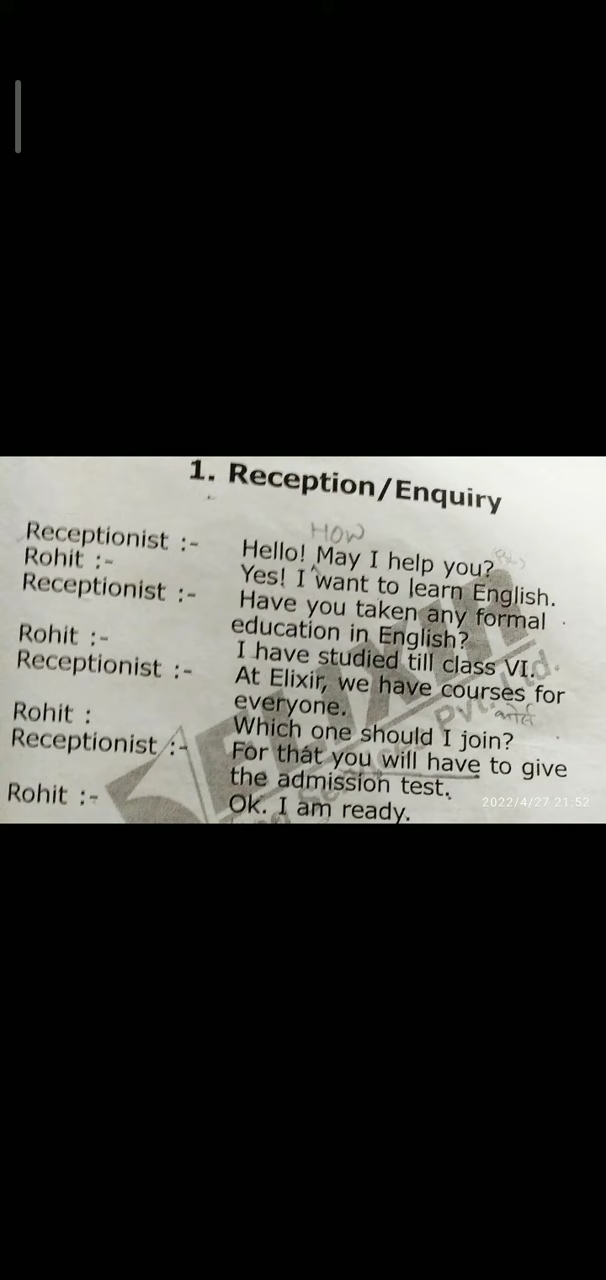 1. Reception/Enquiry
HOW
Receptionist :- Hello! May I help you?
Rohit :- Yes! I want to learn English.
Receptionist :- Have you taken any formal
education in English?
Rohit :- I have studied till class VI.
Receptionist :- At Elixir, we have courses for
everyone.
Rohit : Which one should I join?
Receptionist :- For that you will have to give
the admission test.
Rohit :- Ok. I am ready.
ELIXIR
Pvt. Ltd.
2022/4/27 21:52